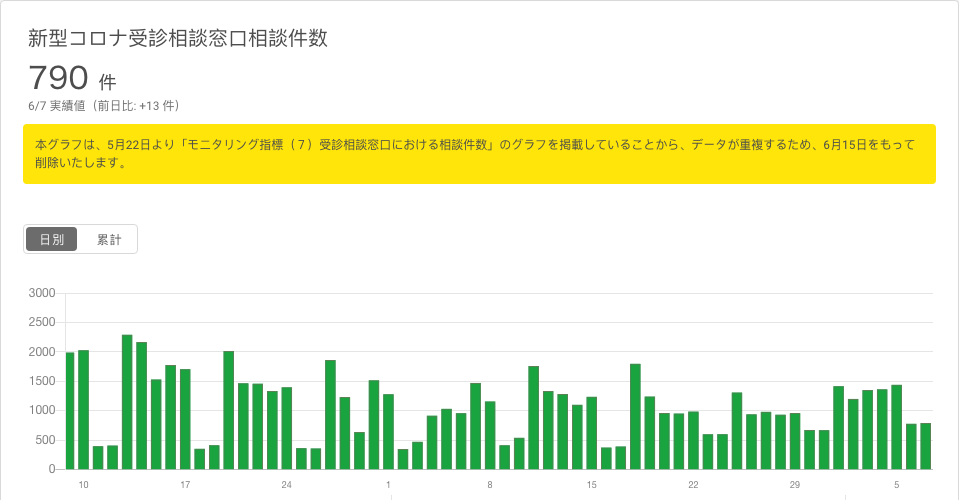 新型コロナ受診相談窓口相談件数
790 件
6/7 実績値（前日比: +13 件）
本グラフは、5月22日より「モニタリング指標（７）受診相談窓口における相談件数」のグラフを掲載していることから、データが重複するため、6月15日をもって
削除いたします。
日別 累計
3000
2500
2000
1500
1000
500
0
10 17 24 1 8 15 22 29 5